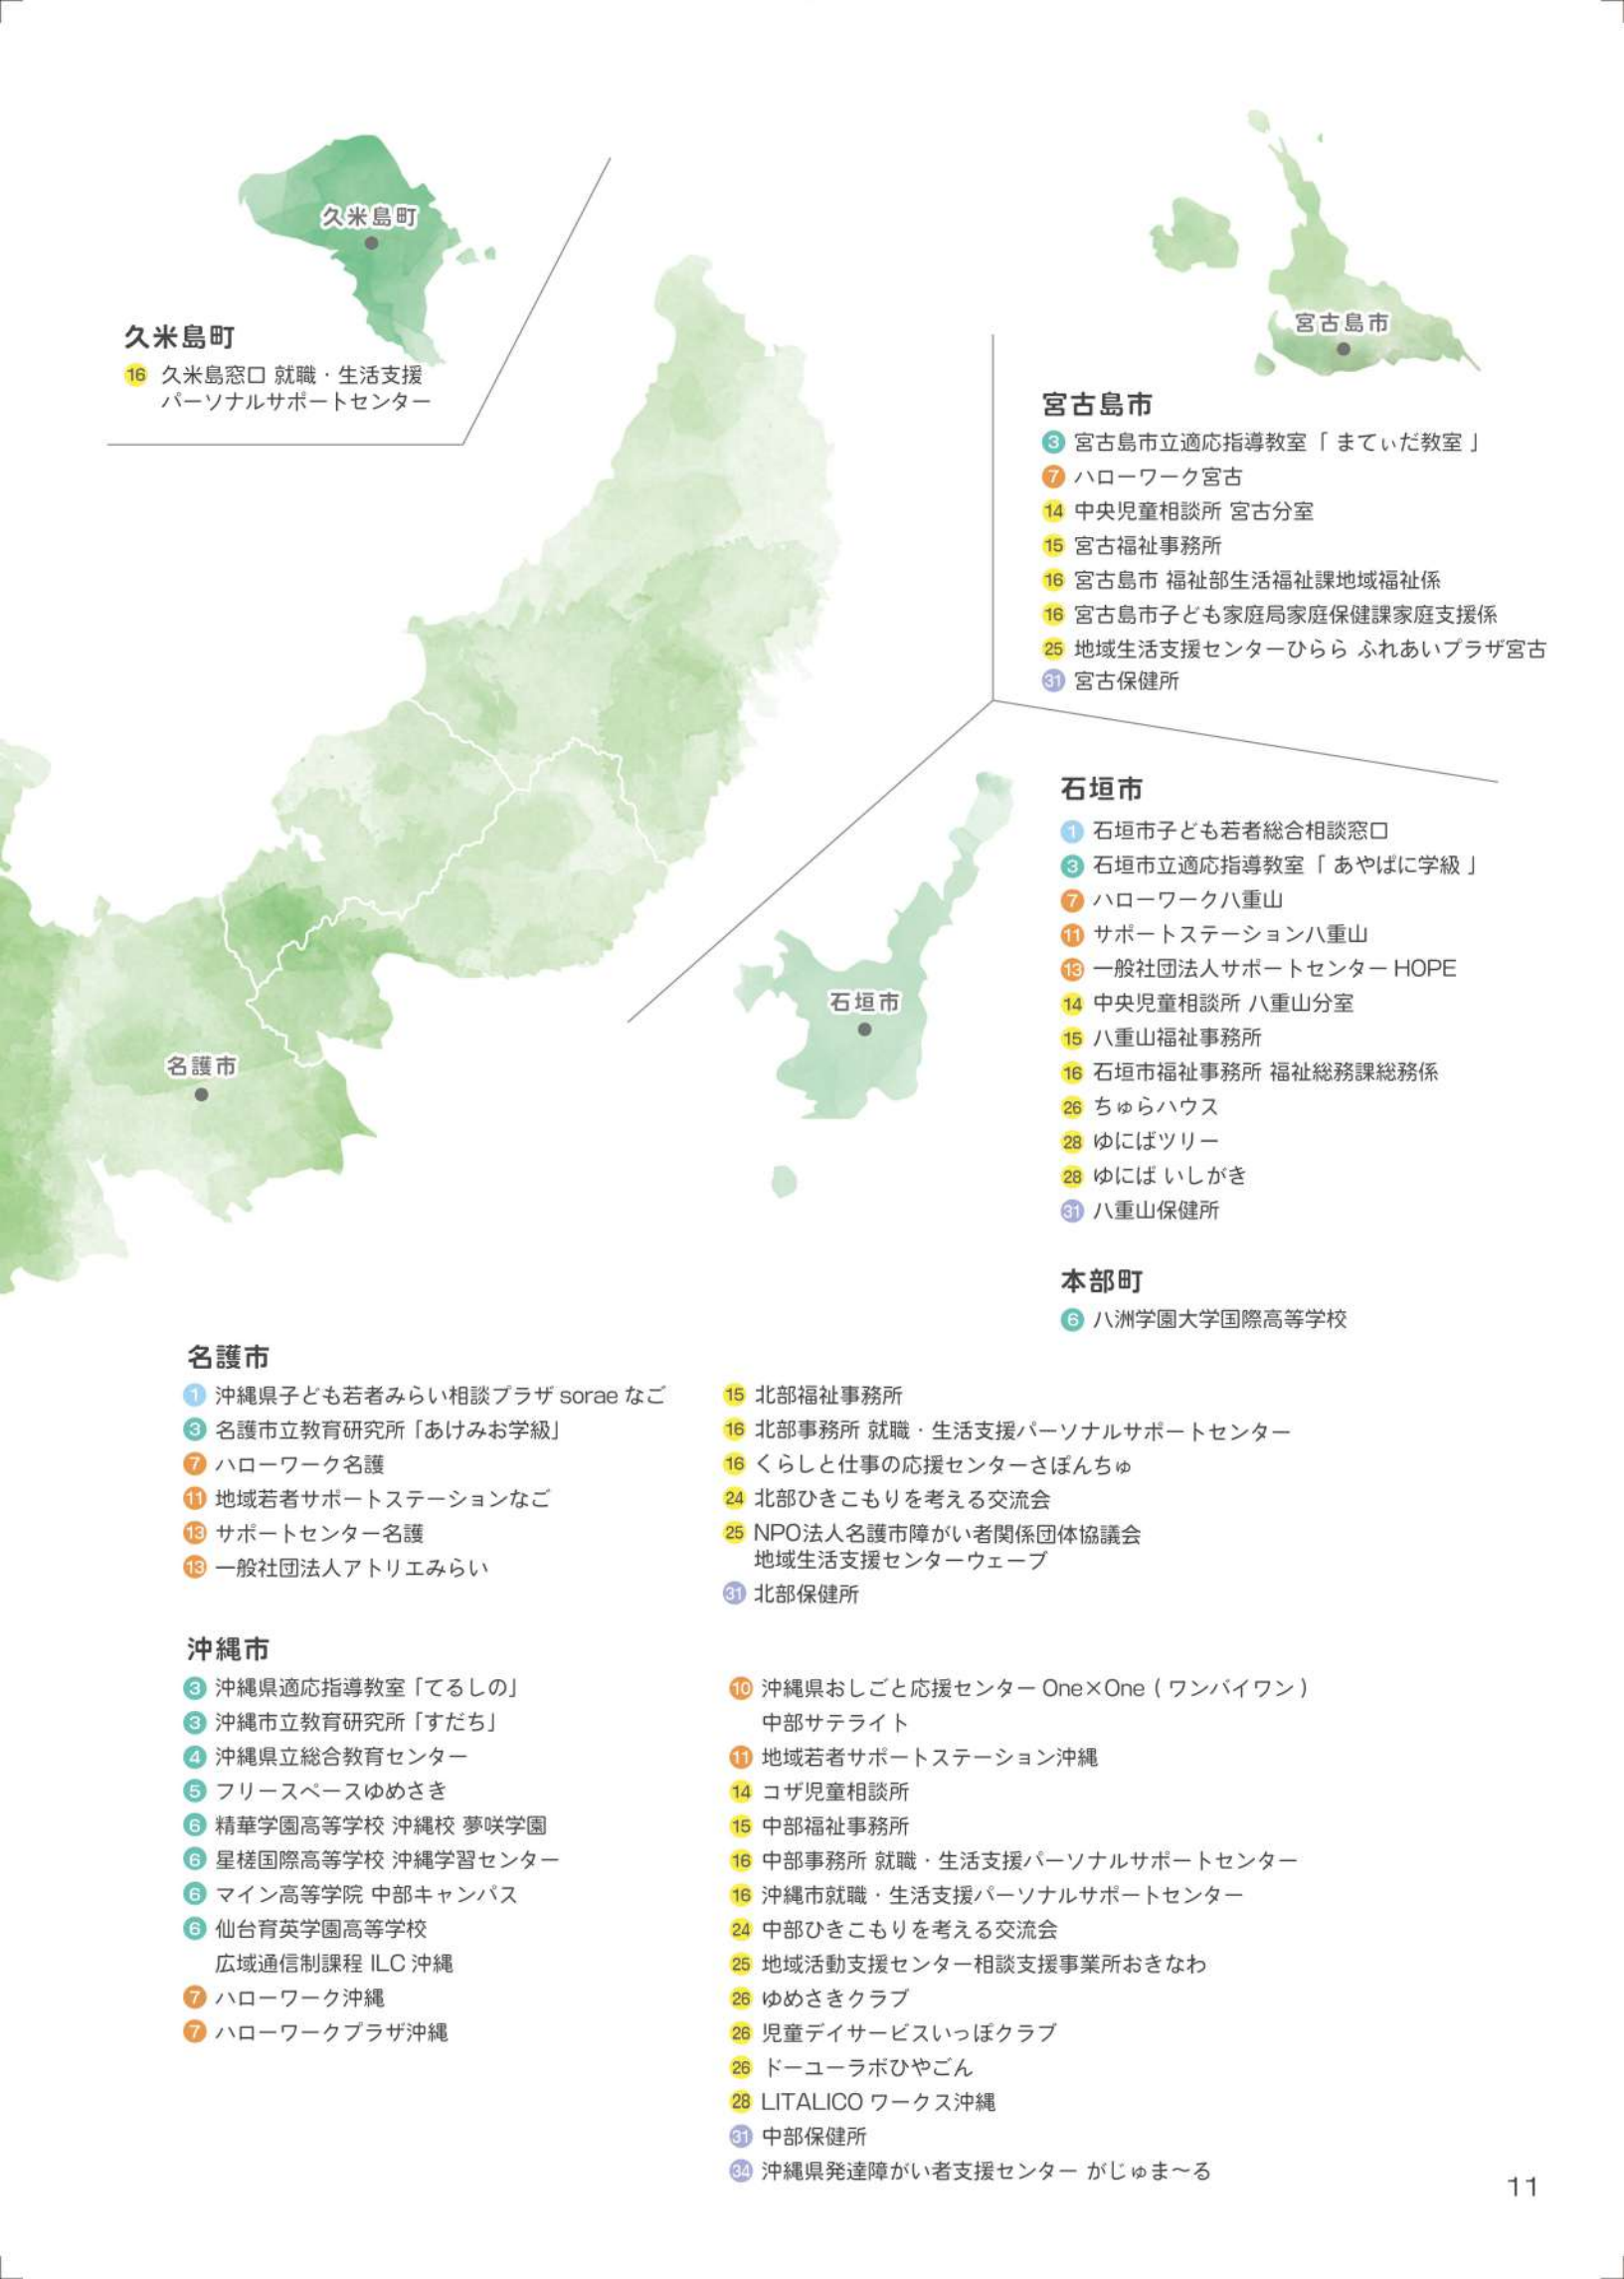 久米島町
久米島町
16 久米島窓口 就職・生活支援
パーソナルサポートセンター
宮古島市
宮古島市
3 宮古島市立適応指導教室「 まてぃだ教室 」
7 ハローワーク宮古
14 中央児童相談所 宮古分室
15 宮古福祉事務所
16 宮古島市 福祉部生活福祉課地域福祉係
16 宮古島市子ども家庭局家庭保健課家庭支援係
25 地域生活支援センターひらら ふれあいプラザ宮古
31 宮古保健所
石垣市
石垣市
1 石垣市子ども若者総合相談窓口
3 石垣市立適応指導教室「 あやぱに学級 」
7 ハローワーク八重山
11 サポートステーション八重山
13 一般社団法人サポートセンター HOPE
14 中央児童相談所 八重山分室
15 八重山福祉事務所
16 石垣市福祉事務所 福祉総務課総務係
26 ちゅらハウス
28 ゆにばツリー
28 ゆにば いしがき
31 八重山保健所
本部町
6 八洲学園大学国際高等学校
名護市
名護市
1 沖縄県子ども若者みらい相談プラザ sorae なご
3 名護市立教育研究所「あけみお学級」
7 ハローワーク名護
11 地域若者サポートステーションなご
13 サポートセンター名護
13 一般社団法人アトリエみらい
15 北部福祉事務所
16 北部事務所 就職・生活支援パーソナルサポートセンター
16 くらしと仕事の応援センターさぽんちゅ
24 北部ひきこもりを考える交流会
25 NPO法人名護市障がい者関係団体協議会
地域生活支援センターウェーブ
31 北部保健所
沖縄市
3 沖縄県適応指導教室「てるしの」
3 沖縄市立教育研究所「すだち」
4 沖縄県立総合教育センター
5 フリースペースゆめさき
6 精華学園高等学校 沖縄校 夢咲学園
6 星槎国際高等学校 沖縄学習センター
6 マイン高等学院 中部キャンパス
6 仙台育英学園高等学校
広域通信制課程 ILC 沖縄
7 ハローワーク沖縄
7 ハローワークプラザ沖縄
10 沖縄県おしごと応援センター One×One ( ワンバイワン )
中部サテライト
11 地域若者サポートステーション沖縄
14 コザ児童相談所
15 中部福祉事務所
16 中部事務所 就職・生活支援パーソナルサポートセンター
16 沖縄市就職・生活支援パーソナルサポートセンター
24 中部ひきこもりを考える交流会
25 地域活動支援センター相談支援事業所おきなわ
26 ゆめさきクラブ
26 児童デイサービスいっぽクラブ
26 ドーユーラボひやごん
28 LITALICO ワークス沖縄
31 中部保健所
34 沖縄県発達障がい者支援センター がじゅま〜る
11